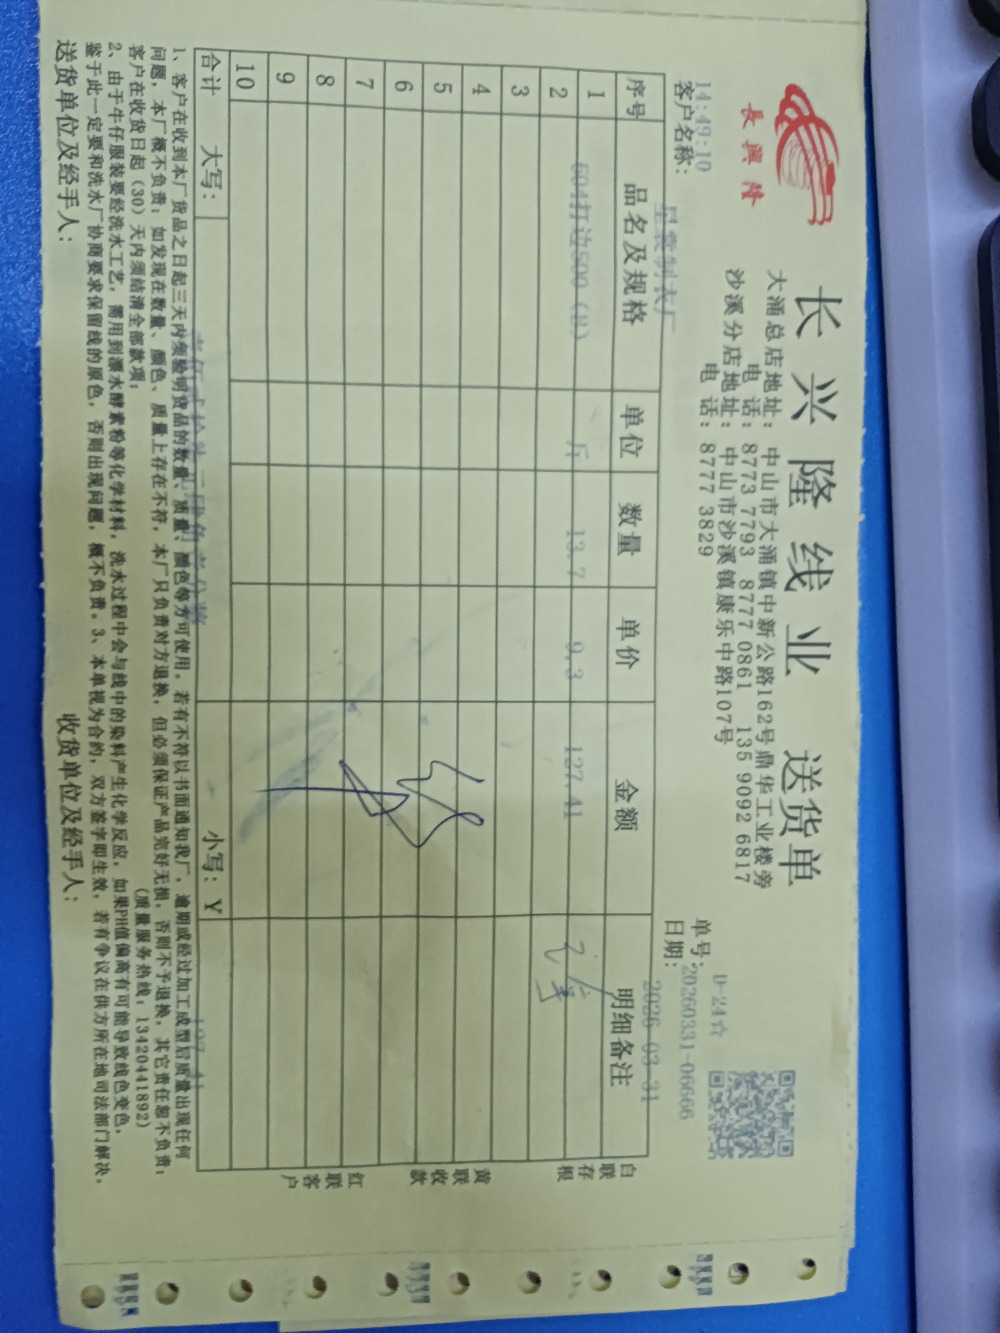 長興隆
长兴隆线业 送货单
大涌总店地址：中山市大涌镇中新公路162号鼎华工业楼旁
电话：8773 7793 8777 0861 135 9092 6817
沙溪分店地址：中山市沙溪镇康乐中路107号
电话：8777 3829
D-24☆
单号：20260331-06666
日期：2026-03-31
14:49:10
客户名称：
制衣厂
序号 品名及规格 单位 数量 单价 金额 明细备注
1 604打边500（B） 斤 13.7 9.3 127.41
2
3
4
5
6
7
8
9
10
合计 大写： 小写：￥ 127.41
白联存根
黄联收款
红联客户
1、客户在收到本厂货品之日起三天内须验明货品的数量、质量、颜色等方可使用。若有不符以书面通知我厂，逾期或经过加工成型后质量出现任何
问题，本厂概不负责；如发现在数量、颜色、质量上存在不符，本厂只负责对方退换，但必须保证产品完好无损，否则不予退换，其它责任恕不负责；
客户在收货日起（30）天内须结清全部款项； （质量服务热线：13420441892）
2、由于牛仔服装要经洗水工艺，需用到漂水酵素粉等化学材料，洗水过程中会与线中的染料产生化学反应，如果PH值偏高有可能导致线色变色，
鉴于此一定要和洗水厂协商要求保留线的原色，否则出现问题，概不负责。3、本单视为合约，双方签字即生效，若有争议在供方所在地司法部门解决。
送货单位及经手人： 收货单位及经手人：